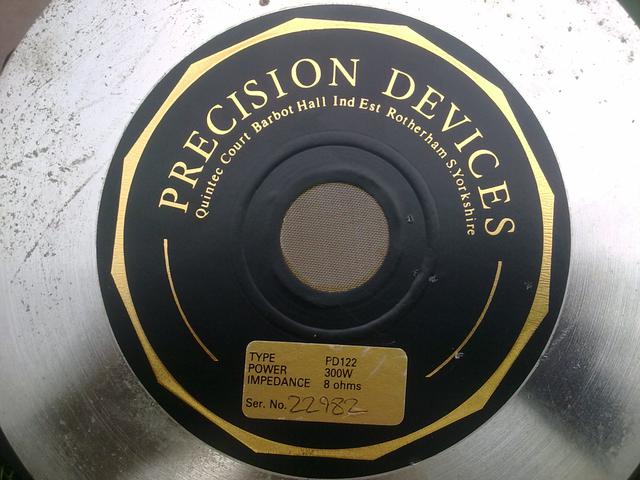 PRECISION DEVICES
Quintec Court Barbot Hall Ind Est Rotherham S.Yorkshire
TYPE PD122
POWER 300W
IMPEDANCE 8 ohms
Ser. No. 22982